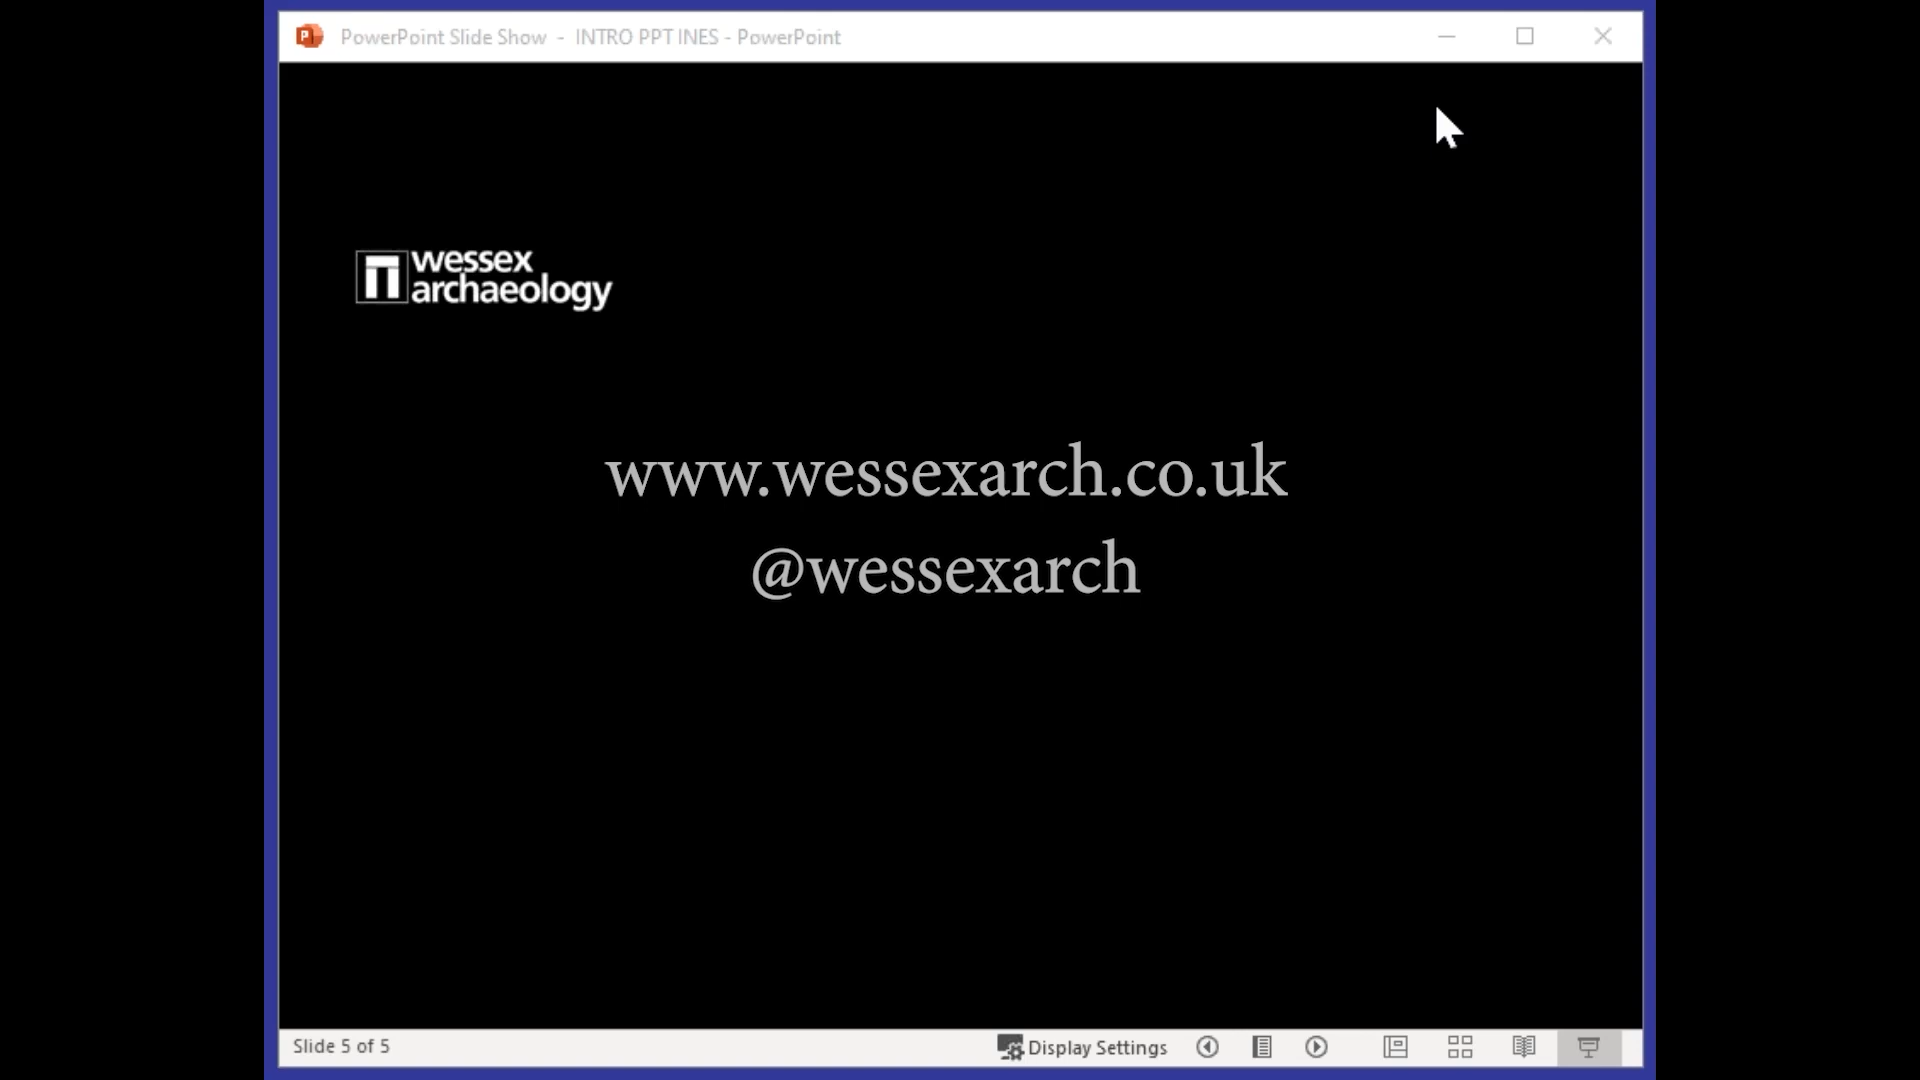 PowerPoint Slide Show - INTRO PPT INES - PowerPoint
wessex
archaeology
www.wessexarch.co.uk
@wessexarch
Slide 5 of 5
Display Settings